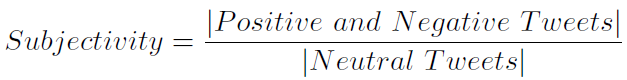 Subjectivity = |Positive and Negative Tweets| / |Neutral Tweets|